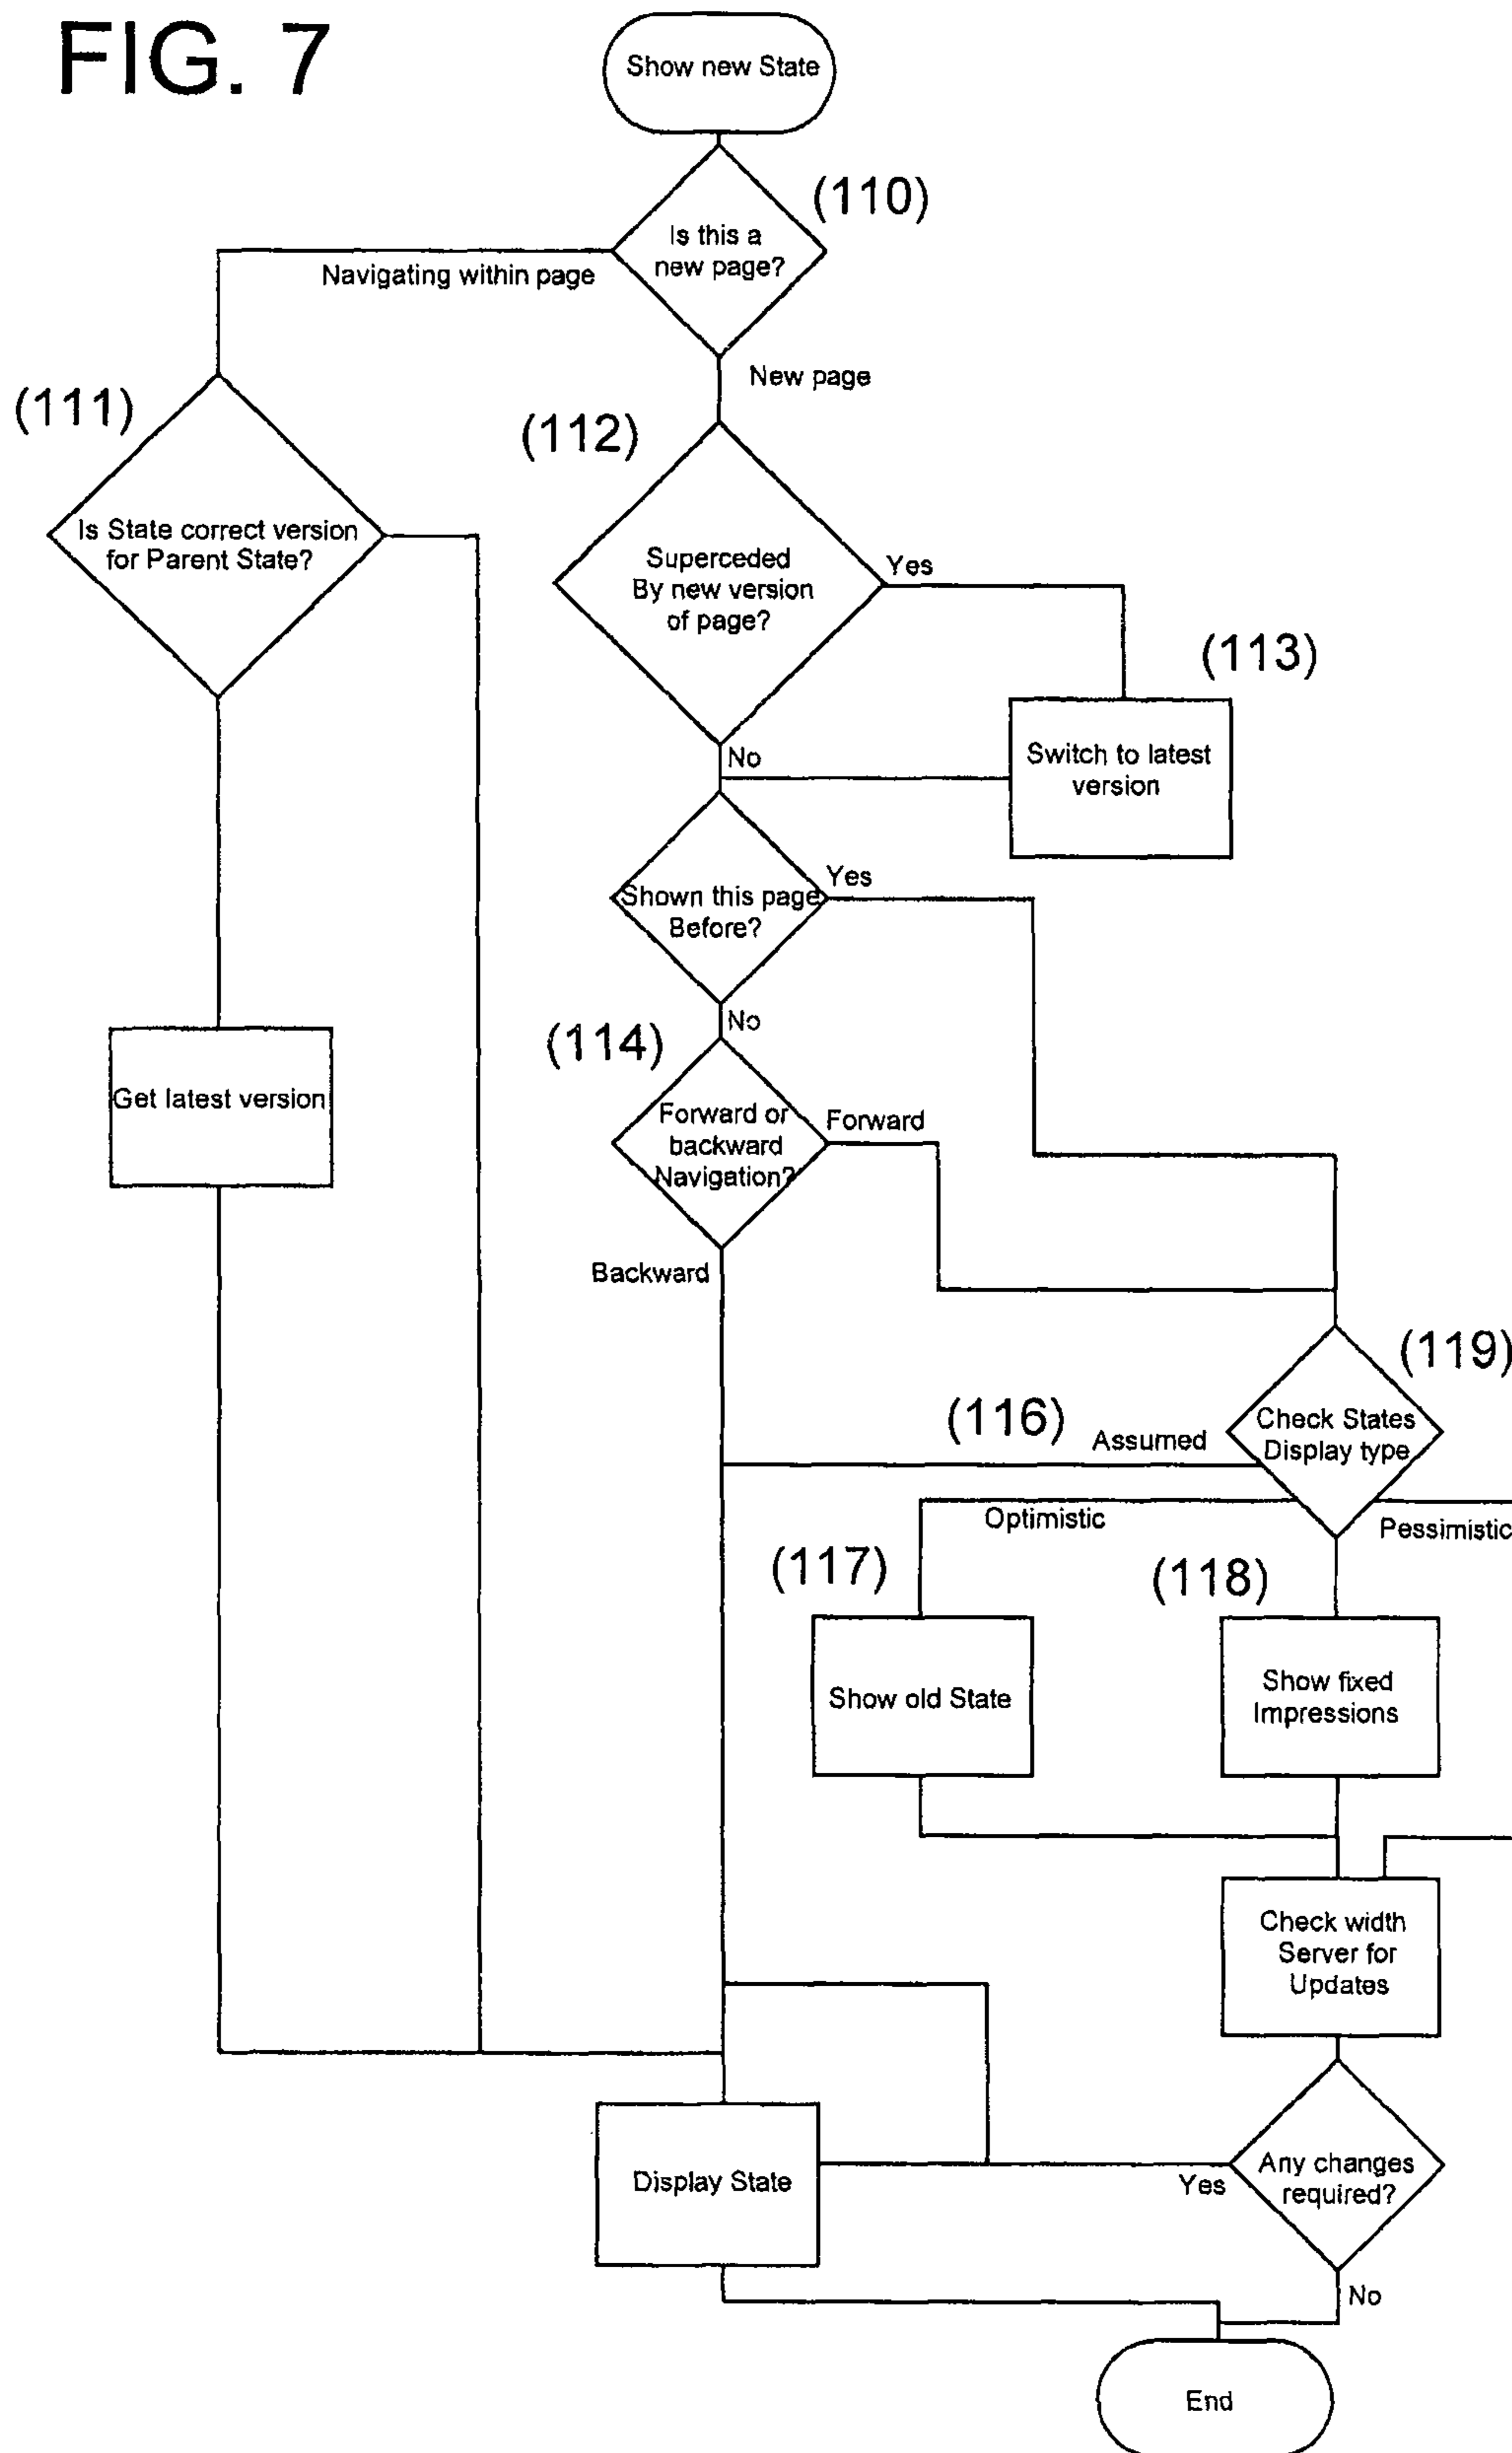 FIG. 7
Show new State
(110)
Is this a
new page?
Navigating within page
New page
(111)
(112)
Is State correct version
for Parent State?
Superceded
By new version
of page?
Yes
(113)
Switch to latest
version
No
Shown this page
Before?
Yes
No
(114)
Get latest version
Forward or
backward
Navigation?
Forward
Backward
(119)
Check States
Display type
(116)
Assumed
Optimistic
Pessimistic
(117)
(118)
Show old State
Show fixed
Impressions
Check width
Server for
Updates
Display State
Yes
Any changes
required?
No
End